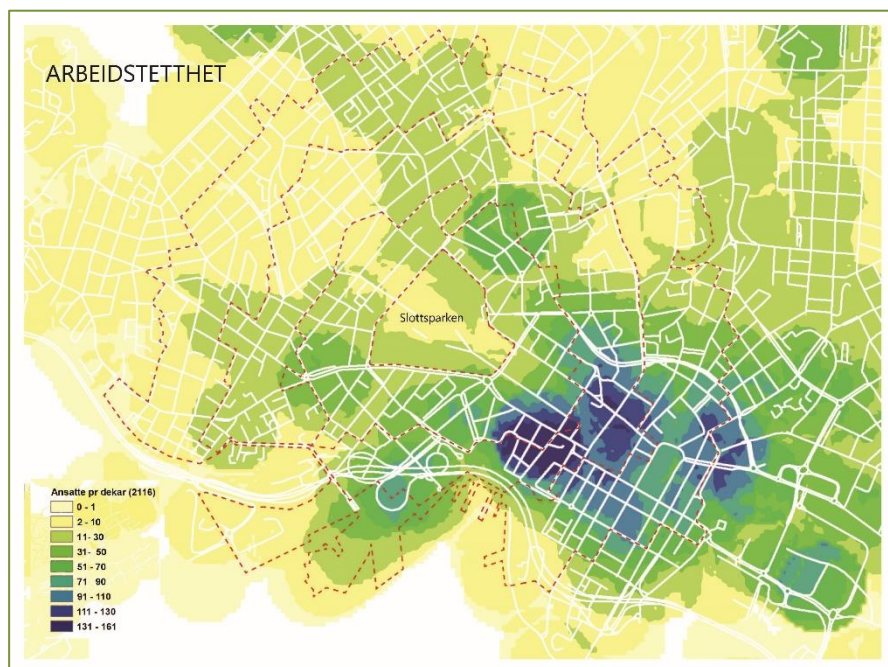 ARBEIDSTETTHET
Slottsparken
Ansatte pr dekar (2116)
0 - 1
2 - 10
11- 30
31- 50
51 - 70
71 90
91 - 110
111 - 130
131 - 161